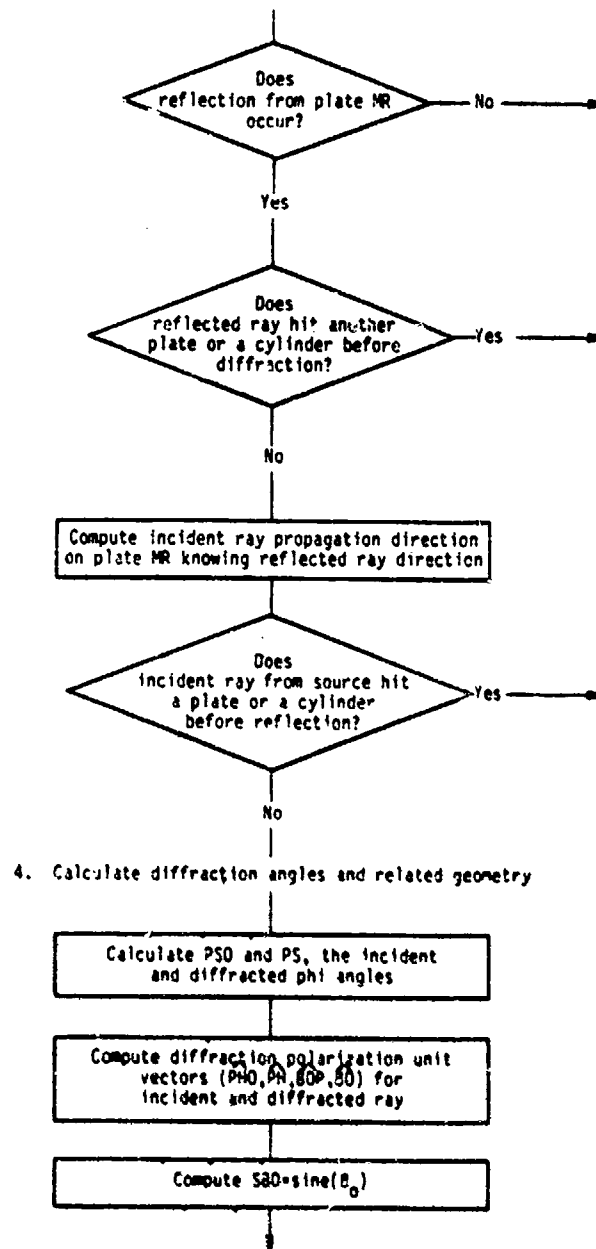 Does
reflection from plate MR
occur?
No
Yes
Does
reflected ray hit another
plate or a cylinder before
diffraction?
Yes
No
Compute incident ray propagation direction
on plate MR knowing reflected ray direction
Does
incident ray from source hit
a plate or a cylinder
before reflection?
Yes
No
4. Calculate diffraction angles and related geometry
Calculate PSO and PS, the incident
and diffracted phi angles
Compute diffraction polarization unit
vectors (PHO,PH,BOP,BO) for
incident and diffracted ray
Compute SBO=sine(B₀)